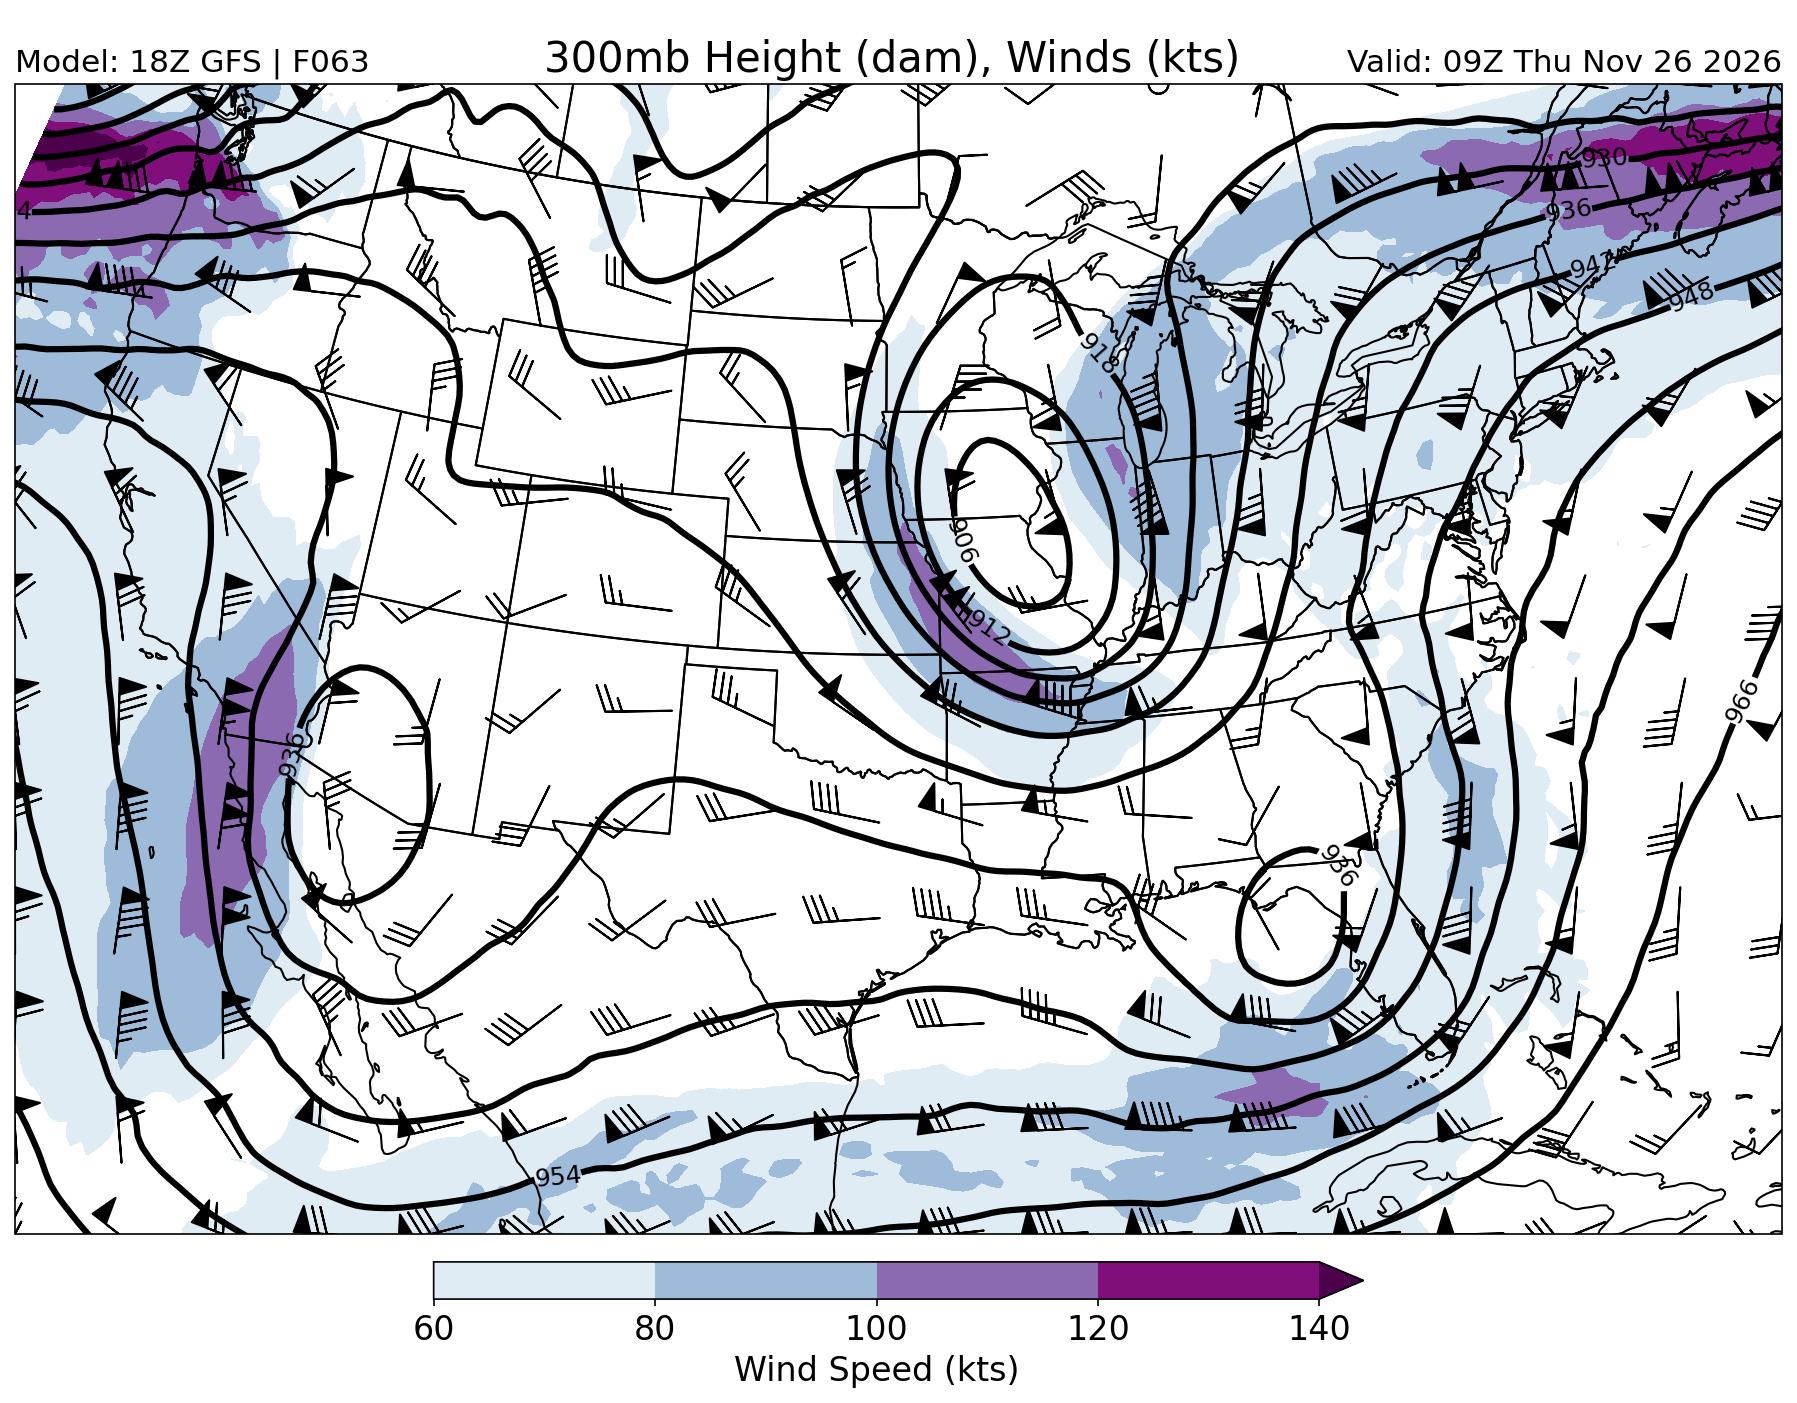 Model: 18Z GFS | F063
300mb Height (dam), Winds (kts)
Valid: 09Z Thu Nov 26 2026
930
4
936
942
948
918
906
912
966
936
936
954
60 80 100 120 140
Wind Speed (kts)